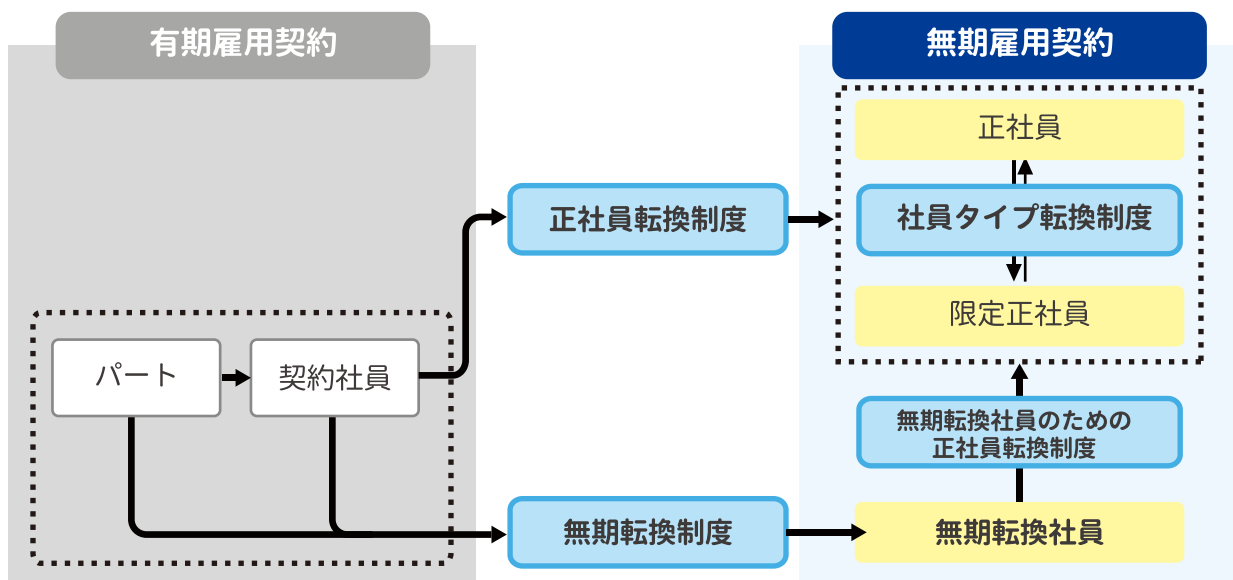 有期雇用契約
無期雇用契約
正社員
正社員転換制度
社員タイプ転換制度
限定正社員
パート
契約社員
無期転換社員のための
正社員転換制度
無期転換制度
無期転換社員